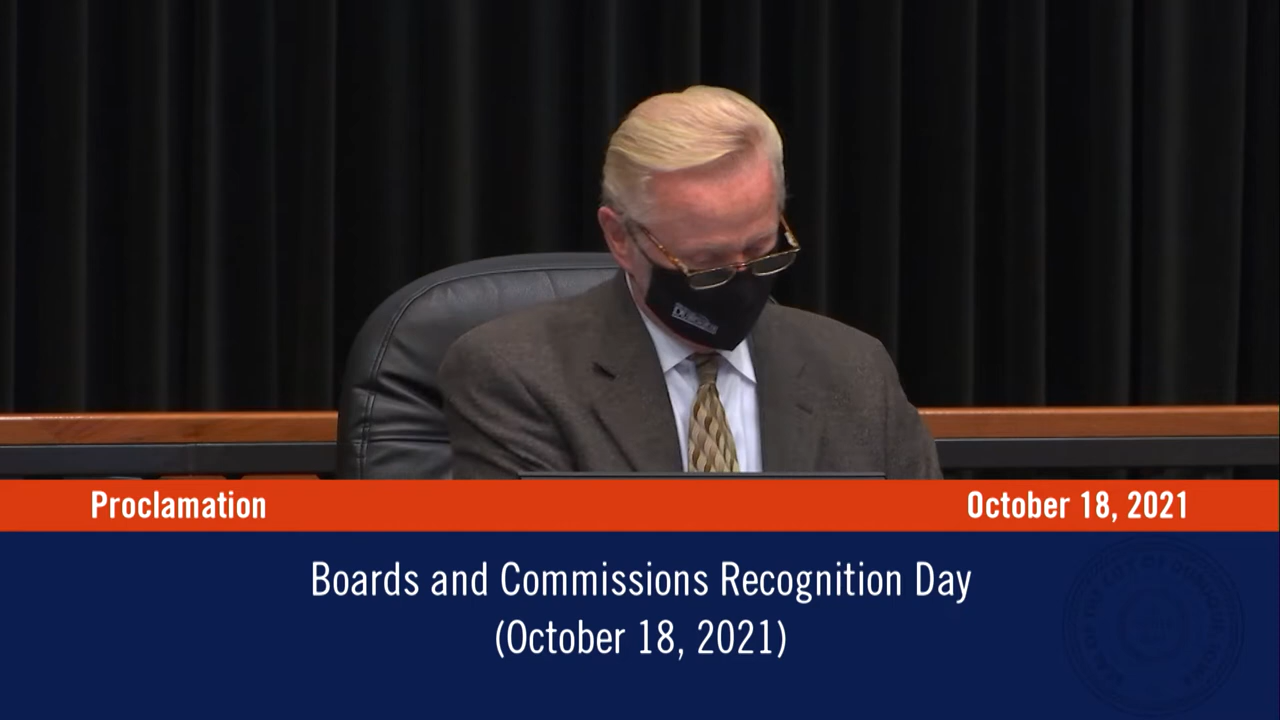 Proclamation
October 18, 2021
Boards and Commissions Recognition Day
(October 18, 2021)